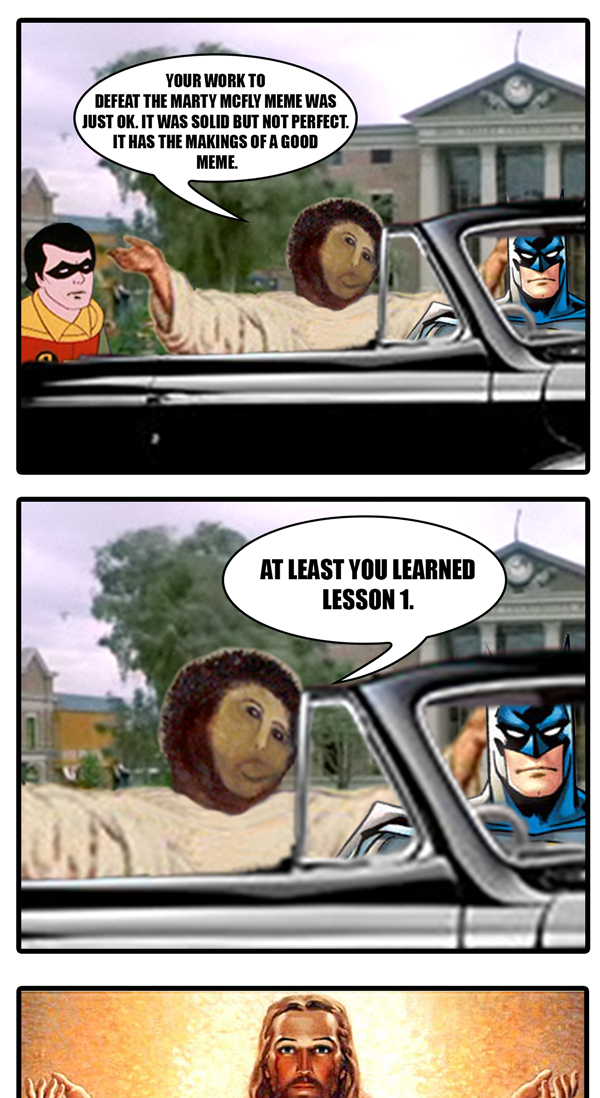 YOUR WORK TO
DEFEAT THE MARTY MCFLY MEME WAS
JUST OK. IT WAS SOLID BUT NOT PERFECT.
IT HAS THE MAKINGS OF A GOOD
MEME.
AT LEAST YOU LEARNED
LESSON 1.